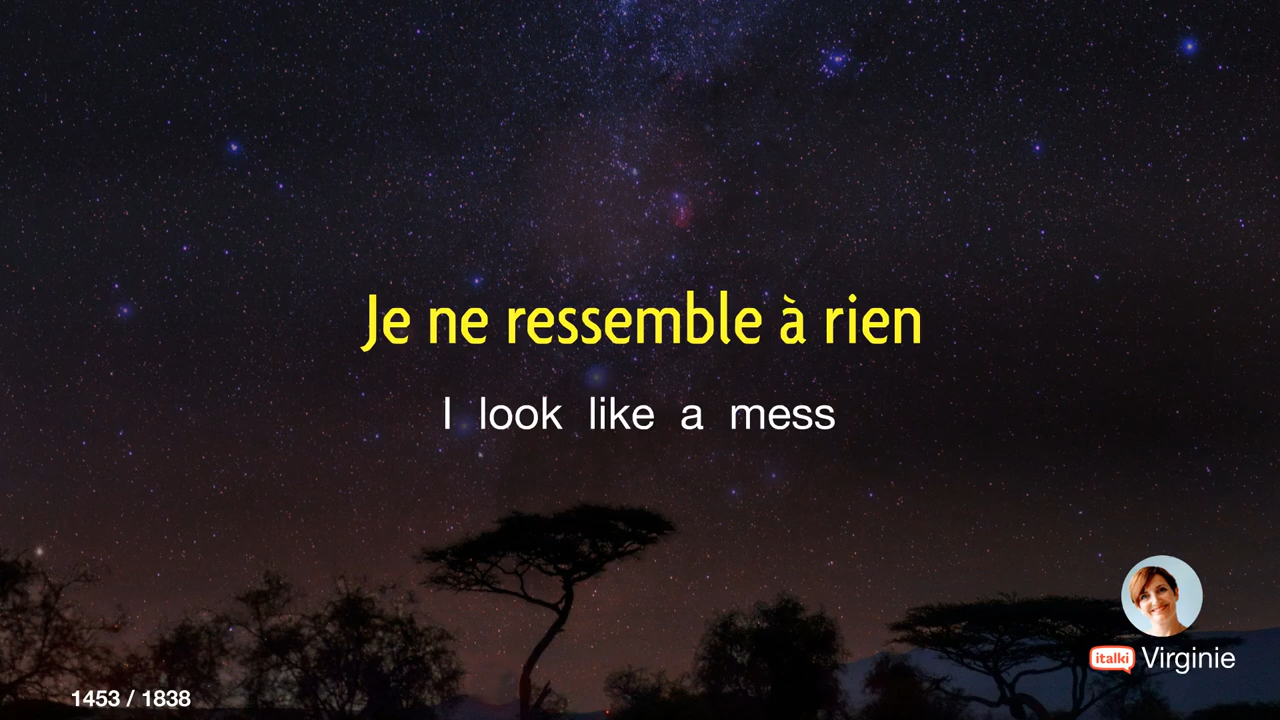 Je ne ressemble à rien
I look like a mess
italki Virginie
1453 / 1838